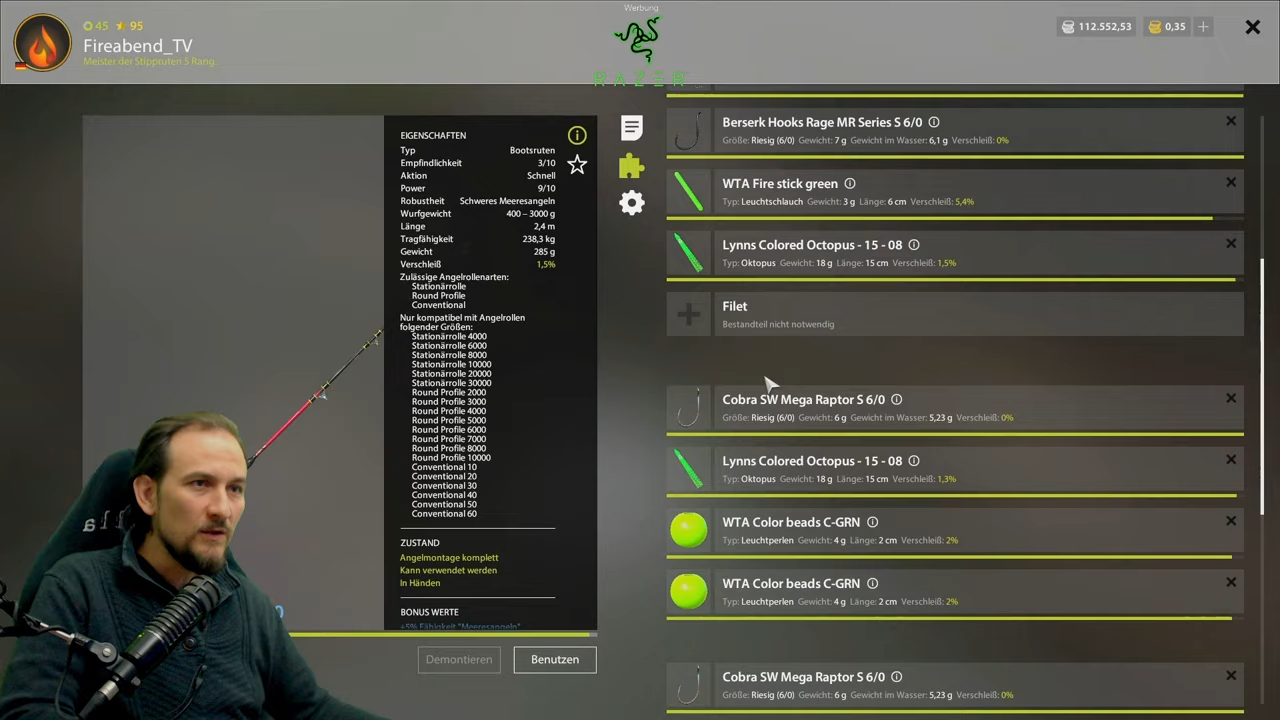 Werbung
45 95
Fireabend_TV
Meister der Stippruten 5 Rang
RAZER
112.552,53
0,35
EIGENSCHAFTEN
Typ Bootsruten
Empfindlichkeit 3/10
Aktion Schnell
Power 9/10
Robustheit Schweres Meeresangeln
Wurfgewicht 400 – 3000 g
Länge 2,4 m
Tragfähigkeit 238,3 kg
Gewicht 285 g
Verschleiß 1,5%
Zulässige Angelrollenarten:
Stationärrolle
Round Profile
Conventional
Nur kompatibel mit Angelrollen
folgender Größen:
Stationärrolle 4000
Stationärrolle 6000
Stationärrolle 8000
Stationärrolle 10000
Stationärrolle 20000
Stationärrolle 30000
Round Profile 2000
Round Profile 3000
Round Profile 4000
Round Profile 5000
Round Profile 6000
Round Profile 7000
Round Profile 8000
Round Profile 10000
Conventional 10
Conventional 20
Conventional 30
Conventional 40
Conventional 50
Conventional 60
ZUSTAND
Angelmontage komplett
Kann verwendet werden
In Händen
BONUS WERTE
+5% Fähigkeit "Meeresangeln"
Demontieren
Benutzen
Berserk Hooks Rage MR Series S 6/0
Größe: Riesig (6/0) Gewicht: 7 g Gewicht im Wasser: 6,1 g Verschleiß: 0%
WTA Fire stick green
Typ: Leuchtschlauch Gewicht: 3 g Länge: 6 cm Verschleiß: 5,4%
Lynns Colored Octopus - 15 - 08
Typ: Oktopus Gewicht: 18 g Länge: 15 cm Verschleiß: 1,5%
Filet
Bestandteil nicht notwendig
Cobra SW Mega Raptor S 6/0
Größe: Riesig (6/0) Gewicht: 6 g Gewicht im Wasser: 5,23 g Verschleiß: 0%
Lynns Colored Octopus - 15 - 08
Typ: Oktopus Gewicht: 18 g Länge: 15 cm Verschleiß: 1,3%
WTA Color beads C-GRN
Typ: Leuchtperlen Gewicht: 4 g Länge: 2 cm Verschleiß: 2%
WTA Color beads C-GRN
Typ: Leuchtperlen Gewicht: 4 g Länge: 2 cm Verschleiß: 2%
Cobra SW Mega Raptor S 6/0
Größe: Riesig (6/0) Gewicht: 6 g Gewicht im Wasser: 5,23 g Verschleiß: 0%